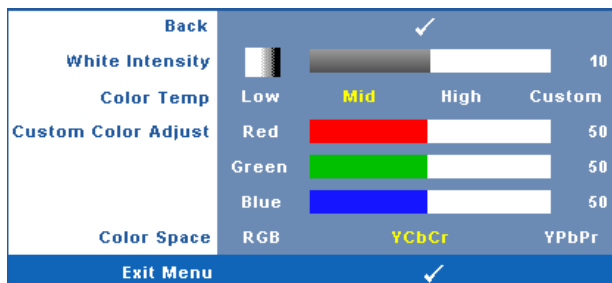 Back
White Intensity 10
Color Temp Low Mid High Custom
Custom Color Adjust Red 50
Green 50
Blue 50
Color Space RGB YCbCr YPbPr
Exit Menu